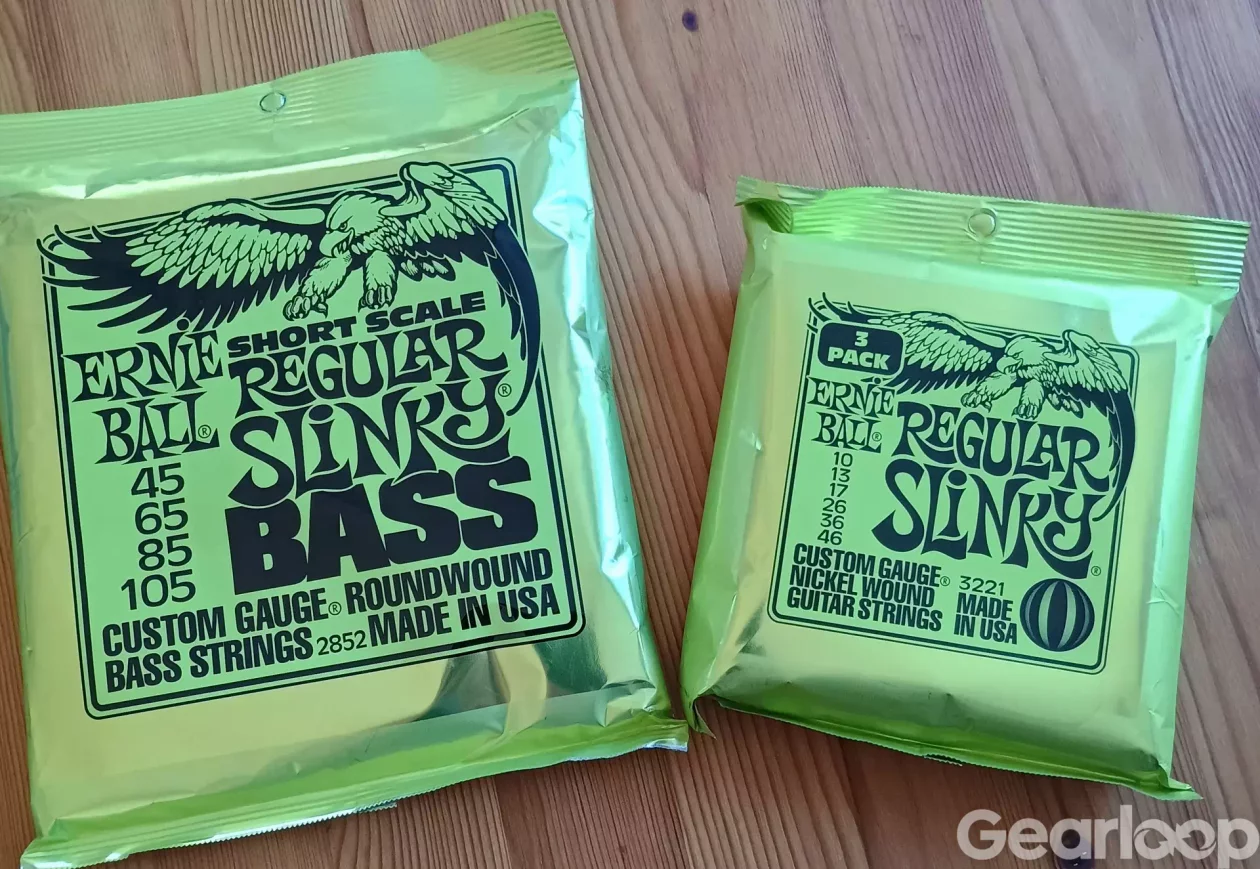 SHORT SCALE
ERNiE
BALL®
REGULAR
SLiNKY®
BASS
45
65
85
105
CUSTOM GAUGE® ROUNDWOUND
BASS STRINGS 2852 MADE IN USA
3
PACK
ERNiE
BALL®
REGULAR
SLiNKY®
10
13
17
26
36
46
CUSTOM GAUGE®
NICKEL WOUND
GUITAR STRINGS
3221
MADE
IN USA
Gearloop